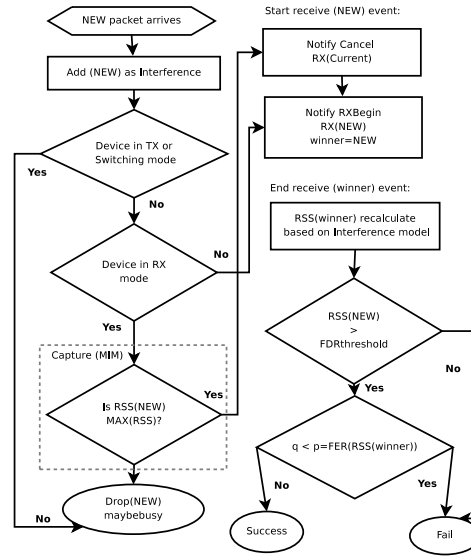 NEW packet arrives
Add (NEW) as Interference
Device in TX or
Switching mode
Yes
No
Device in RX
mode
No
Yes
Capture (MIM)
Is RSS(NEW)
MAX(RSS)?
Yes
Drop(NEW)
maybebusy
No
Start receive (NEW) event:
Notify Cancel
RX(Current)
Notify RXBegin
RX(NEW)
winner=NEW
End receive (winner) event:
RSS(winner) recalculate
based on Interference model
RSS(NEW)
>
FDRthreshold
No
Yes
q < p=FER(RSS(winner))
No
Yes
Success
Fail